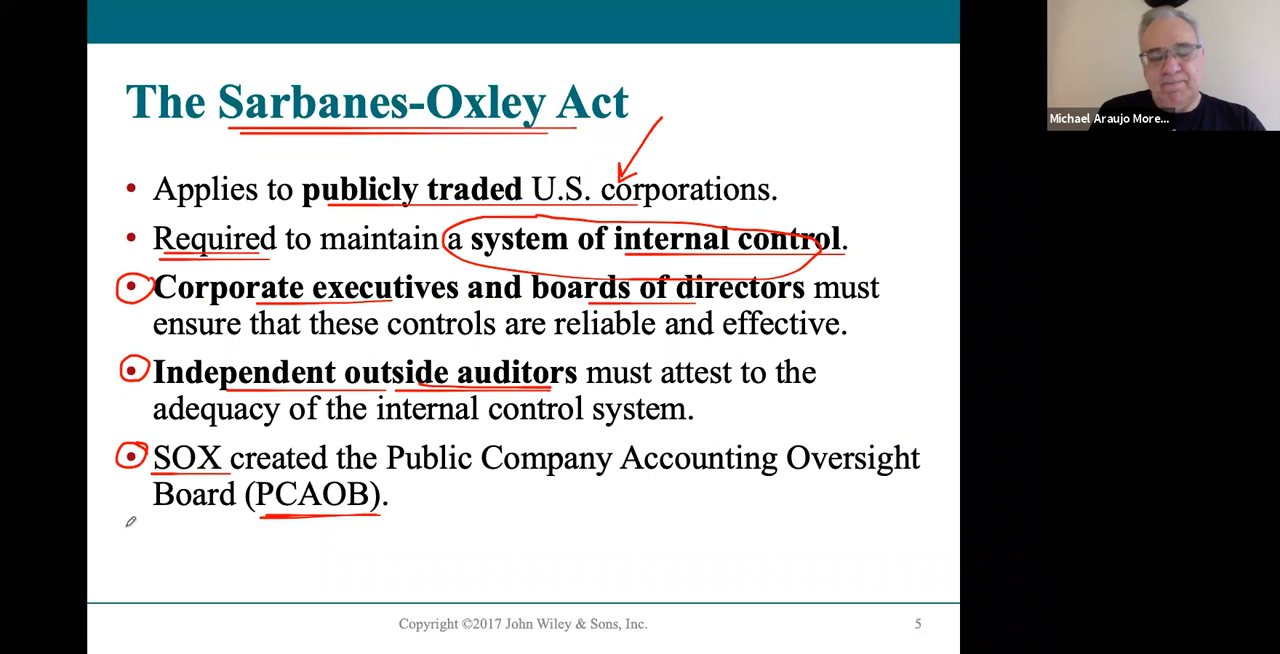 The Sarbanes-Oxley Act
• Applies to publicly traded U.S. corporations.
• Required to maintain a system of internal control.
• Corporate executives and boards of directors must
ensure that these controls are reliable and effective.
• Independent outside auditors must attest to the
adequacy of the internal control system.
• SOX created the Public Company Accounting Oversight
Board (PCAOB).
Copyright ©2017 John Wiley & Sons, Inc.
5
Michael Araujo More...